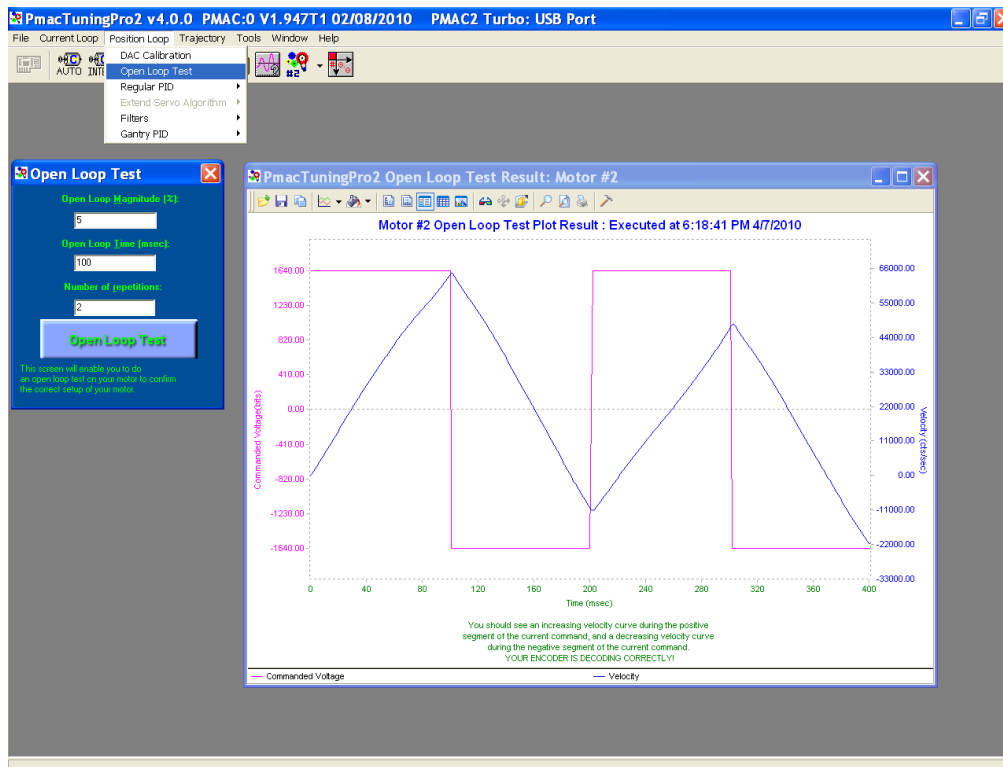 PmacTuningPro2 v4.0.0 PMAC:0 V1.947T1 02/08/2010 PMAC2 Turbo: USB Port
File Current Loop Position Loop Trajectory Tools Window Help
AUTO
#2
DAC Calibration
Open Loop Test
Regular PID
Extend Servo Algorithm
Filters
Gantry PID
Open Loop Test
Open Loop Magnitude (%):
5
Open Loop Time (msec):
100
Number of repetitions:
2
Open Loop Test
This screen will enable you to do
an open loop test on your motor to confirm
the correct setup of your motor.
PmacTuningPro2 Open Loop Test Result: Motor #2
Motor #2 Open Loop Test Plot Result : Executed at 6:18:41 PM 4/7/2010
Commanded Voltage(bits)
1640.00
1230.00
820.00
410.00
0.00
-410.00
-820.00
-1230.00
-1640.00
66000.00
55000.00
44000.00
33000.00
22000.00
11000.00
0.00
-11000.00
-22000.00
-33000.00
Velocity (cts/sec)
0 40 80 120 160 200 240 280 320 360 400
Time (msec)
You should see an increasing velocity curve during the positive
segment of the current command, and a decreasing velocity curve
during the negative segment of the current command.
YOUR ENCODER IS DECODING CORRECTLY!
Commanded Voltage Velocity